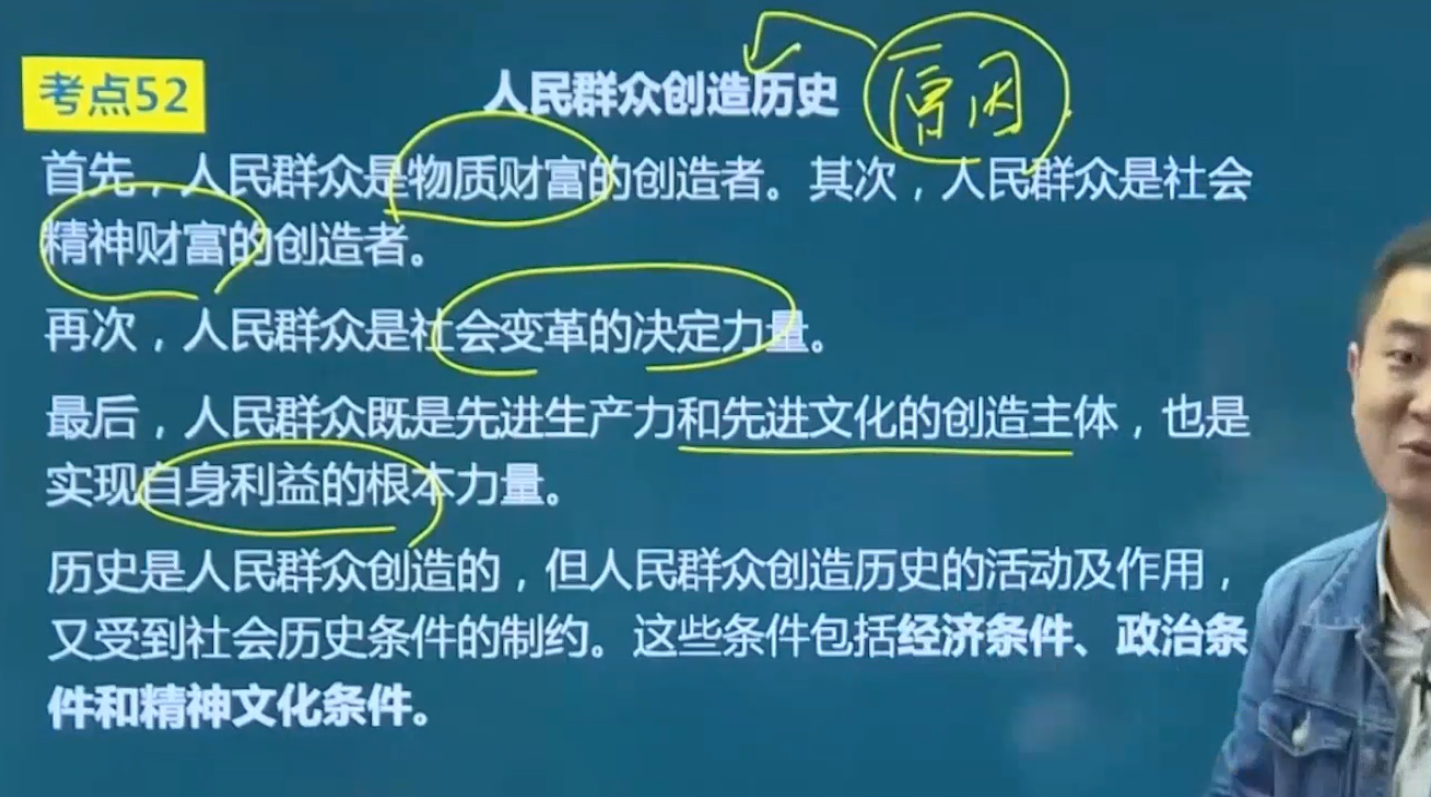 考点52
人民群众创造历史
原因
首先，人民群众是物质财富的创造者。其次，人民群众是社会
精神财富的创造者。
再次，人民群众是社会变革的决定力量。
最后，人民群众既是先进生产力和先进文化的创造主体，也是
实现自身利益的根本力量。
历史是人民群众创造的，但人民群众创造历史的活动及作用，
又受到社会历史条件的制约。这些条件包括经济条件、政治条
件和精神文化条件。